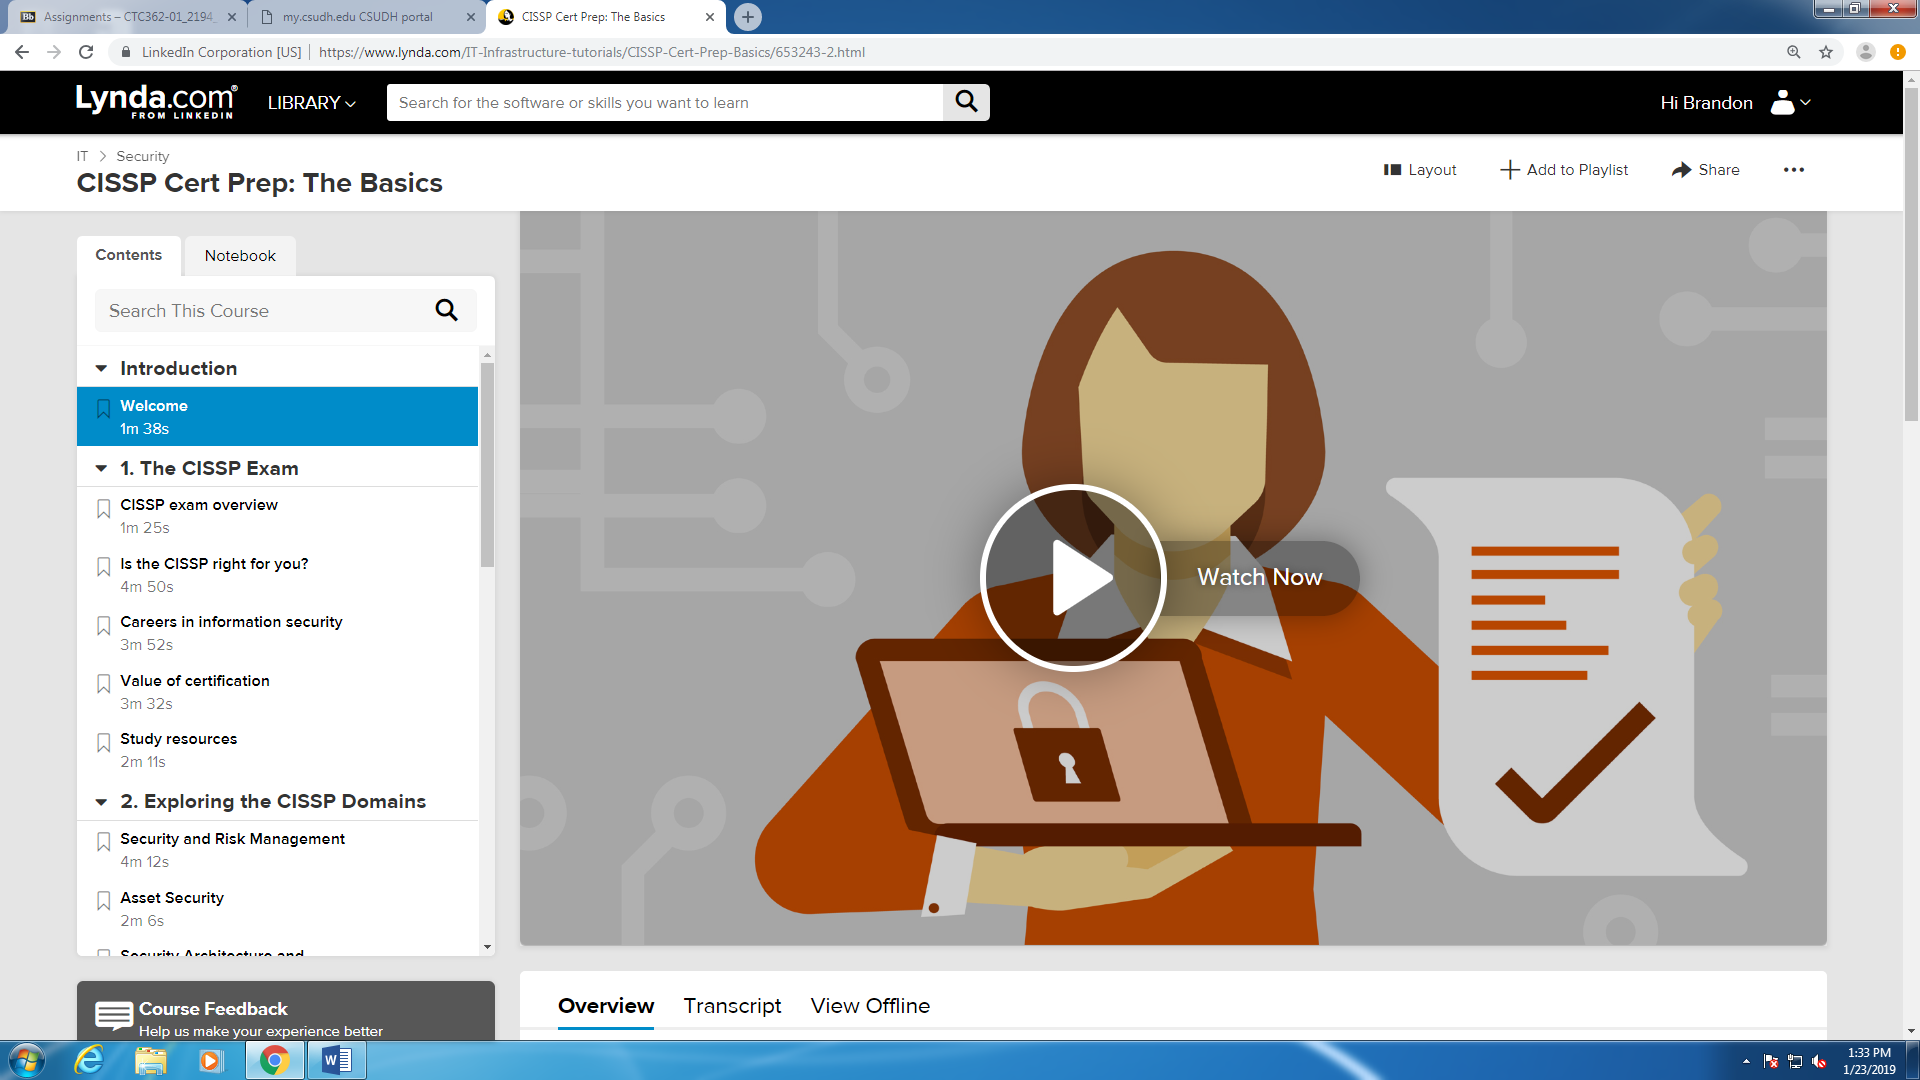 Bb Assignments – CTC362-01_2194_
my.csudh.edu CSUDH portal
CISSP Cert Prep: The Basics
LinkedIn Corporation [US] | https://www.lynda.com/IT-Infrastructure-tutorials/CISSP-Cert-Prep-Basics/653243-2.html
Lynda.com®
FROM LINKEDIN
LIBRARY
Search for the software or skills you want to learn
Hi Brandon
IT > Security
CISSP Cert Prep: The Basics
Layout
Add to Playlist
Share
Contents
Notebook
Search This Course
Introduction
Welcome
1m 38s
1. The CISSP Exam
CISSP exam overview
1m 25s
Is the CISSP right for you?
4m 50s
Careers in information security
3m 52s
Value of certification
3m 32s
Study resources
2m 11s
2. Exploring the CISSP Domains
Security and Risk Management
4m 12s
Asset Security
2m 6s
Security Architecture and
Watch Now
Course Feedback
Help us make your experience better
Overview
Transcript
View Offline
1:33 PM
1/23/2019